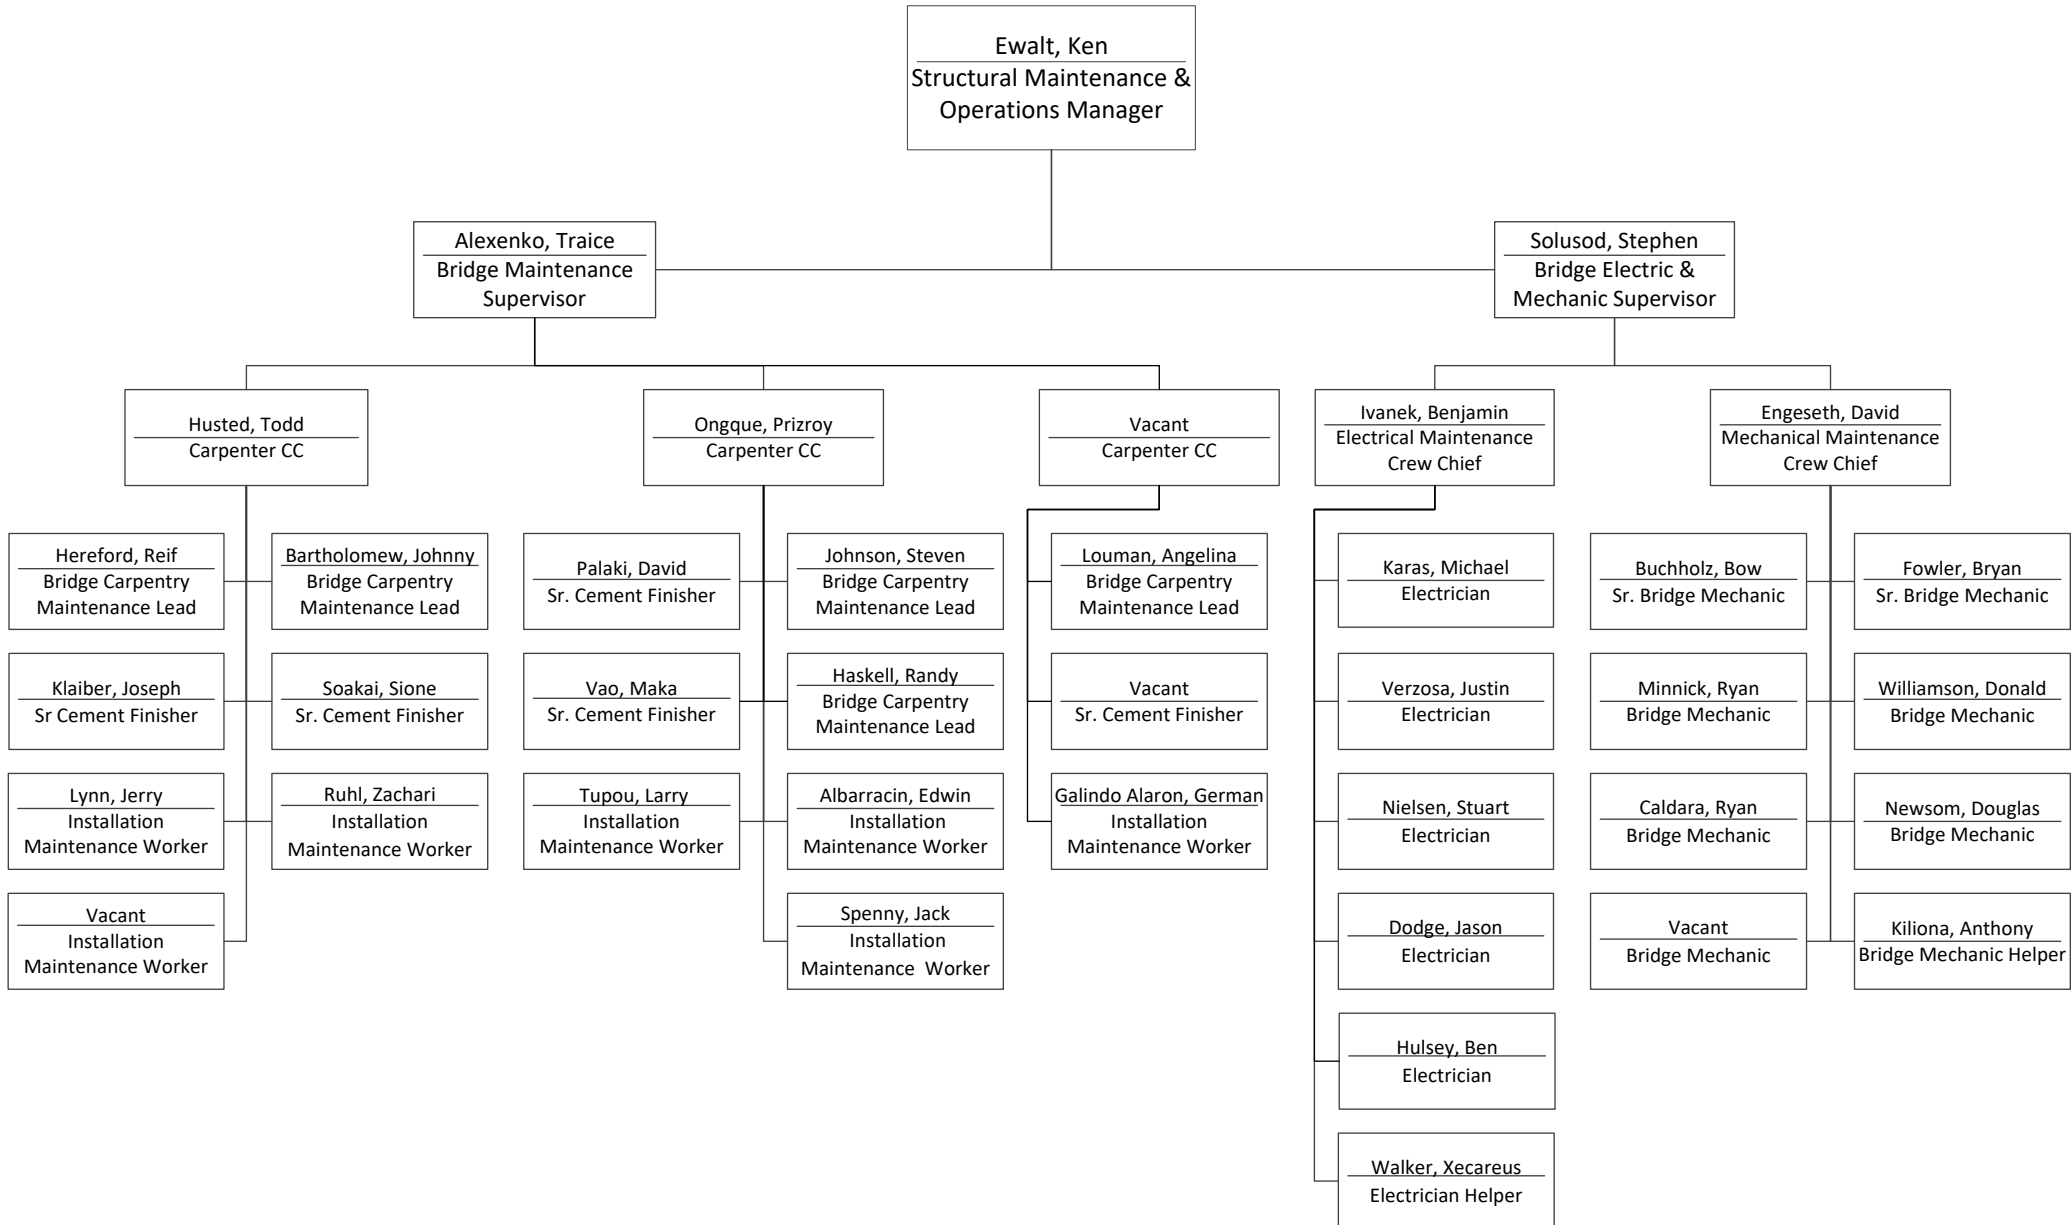 Ewalt, Ken
Structural Maintenance &
Operations Manager
Alexenko, Traice
Bridge Maintenance
Supervisor
Solusod, Stephen
Bridge Electric &
Mechanic Supervisor
Husted, Todd
Carpenter CC
Ongque, Prizroy
Carpenter CC
Vacant
Carpenter CC
Ivanek, Benjamin
Electrical Maintenance
Crew Chief
Engeseth, David
Mechanical Maintenance
Crew Chief
Hereford, Reif
Bridge Carpentry
Maintenance Lead
Bartholomew, Johnny
Bridge Carpentry
Maintenance Lead
Palaki, David
Sr. Cement Finisher
Johnson, Steven
Bridge Carpentry
Maintenance Lead
Louman, Angelina
Bridge Carpentry
Maintenance Lead
Karas, Michael
Electrician
Buchholz, Bow
Sr. Bridge Mechanic
Fowler, Bryan
Sr. Bridge Mechanic
Klaiber, Joseph
Sr Cement Finisher
Soakai, Sione
Sr. Cement Finisher
Vao, Maka
Sr. Cement Finisher
Haskell, Randy
Bridge Carpentry
Maintenance Lead
Vacant
Sr. Cement Finisher
Verzosa, Justin
Electrician
Minnick, Ryan
Bridge Mechanic
Williamson, Donald
Bridge Mechanic
Lynn, Jerry
Installation
Maintenance Worker
Ruhl, Zachari
Installation
Maintenance Worker
Tupou, Larry
Installation
Maintenance Worker
Albarracin, Edwin
Installation
Maintenance Worker
Galindo Alaron, German
Installation
Maintenance Worker
Nielsen, Stuart
Electrician
Caldara, Ryan
Bridge Mechanic
Newsom, Douglas
Bridge Mechanic
Vacant
Installation
Maintenance Worker
Spenny, Jack
Installation
Maintenance  Worker
Dodge, Jason
Electrician
Vacant
Bridge Mechanic
Kiliona, Anthony
Bridge Mechanic Helper
Hulsey, Ben
Electrician
Walker, Xecareus
Electrician Helper